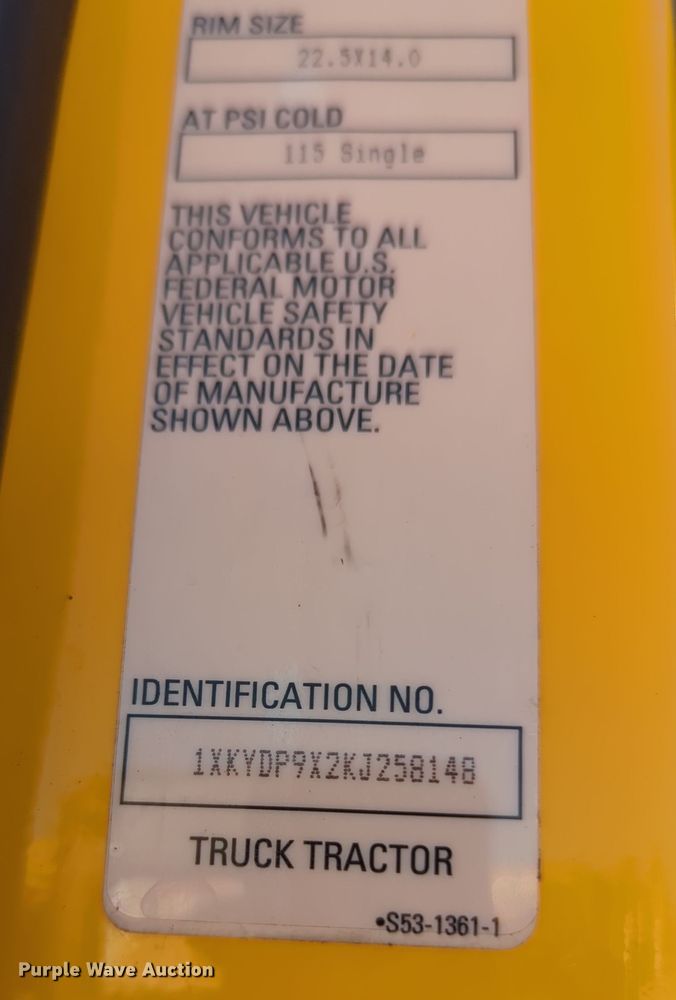 RIM SIZE
22.5X14.0
AT PSI COLD
115 Single
THIS VEHICLE
CONFORMS TO ALL
APPLICABLE U.S.
FEDERAL MOTOR
VEHICLE SAFETY
STANDARDS IN
EFFECT ON THE DATE
OF MANUFACTURE
SHOWN ABOVE.
IDENTIFICATION NO.
1XKYDP9X2KJ258148
TRUCK TRACTOR
•S53-1361-1
Purple Wave Auction